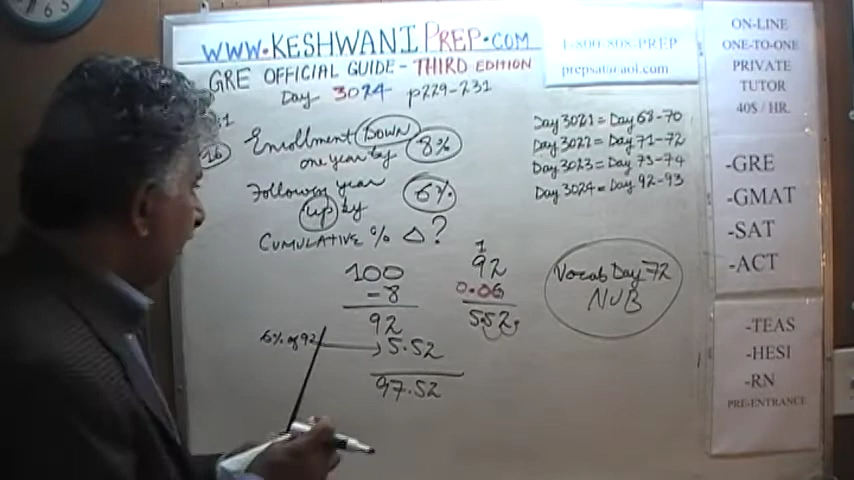 WWW.KESHWANIPREP.COM
GRE OFFICIAL GUIDE - THIRD EDITION
Day 3024 p229-231
1-800-808-PREP
prepsat@aol.com
16
Enrollment DOWN
one year by 8%
Following year
up by 6%
CUMULATIVE % Δ?
100
-8
92
6% of 92 5.52
97.52
1
92
0.06
5.52
Day 3021 = Day 68-70
Day 3022 = Day 71-72
Day 3023 = Day 73-74
Day 3024 = Day 92-93
Vocab Day 72
NUB
ON-LINE
ONE-TO-ONE
PRIVATE
TUTOR
40$ / HR.
-GRE
-GMAT
-SAT
-ACT
-TEAS
-HESI
-RN
PRE-ENTRANCE
7 6 5